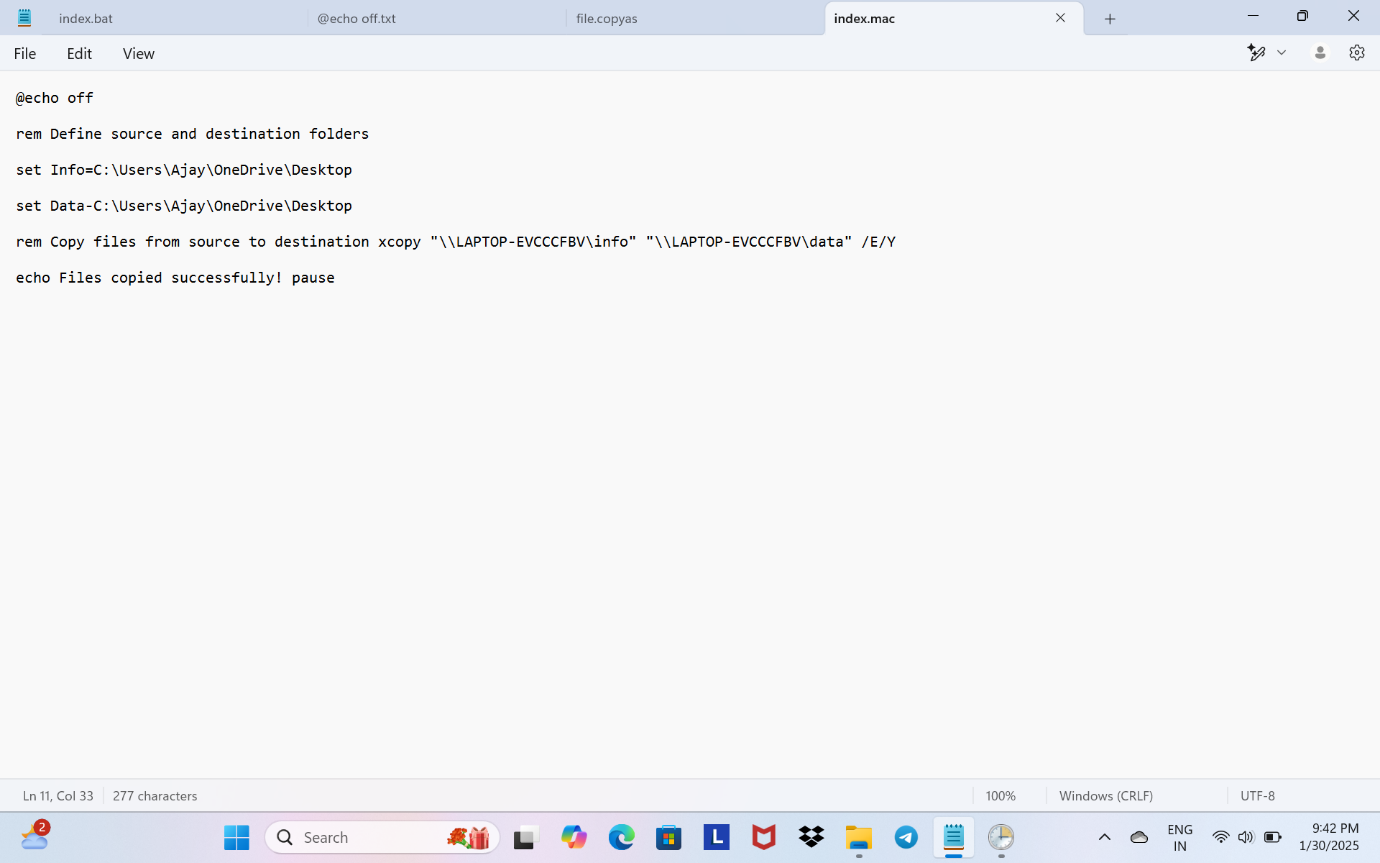 index.bat
@echo off.txt
file.copyas
index.mac
File
Edit
View
@echo off
rem Define source and destination folders
set Info=C:\Users\Ajay\OneDrive\Desktop
set Data-C:\Users\Ajay\OneDrive\Desktop
rem Copy files from source to destination xcopy "\\LAPTOP-EVCCCFBV\info" "\\LAPTOP-EVCCCFBV\data" /E/Y
echo Files copied successfully! pause
Ln 11, Col 33
277 characters
100%
Windows (CRLF)
UTF-8
2
Search
L
ENG
IN
9:42 PM
1/30/2025